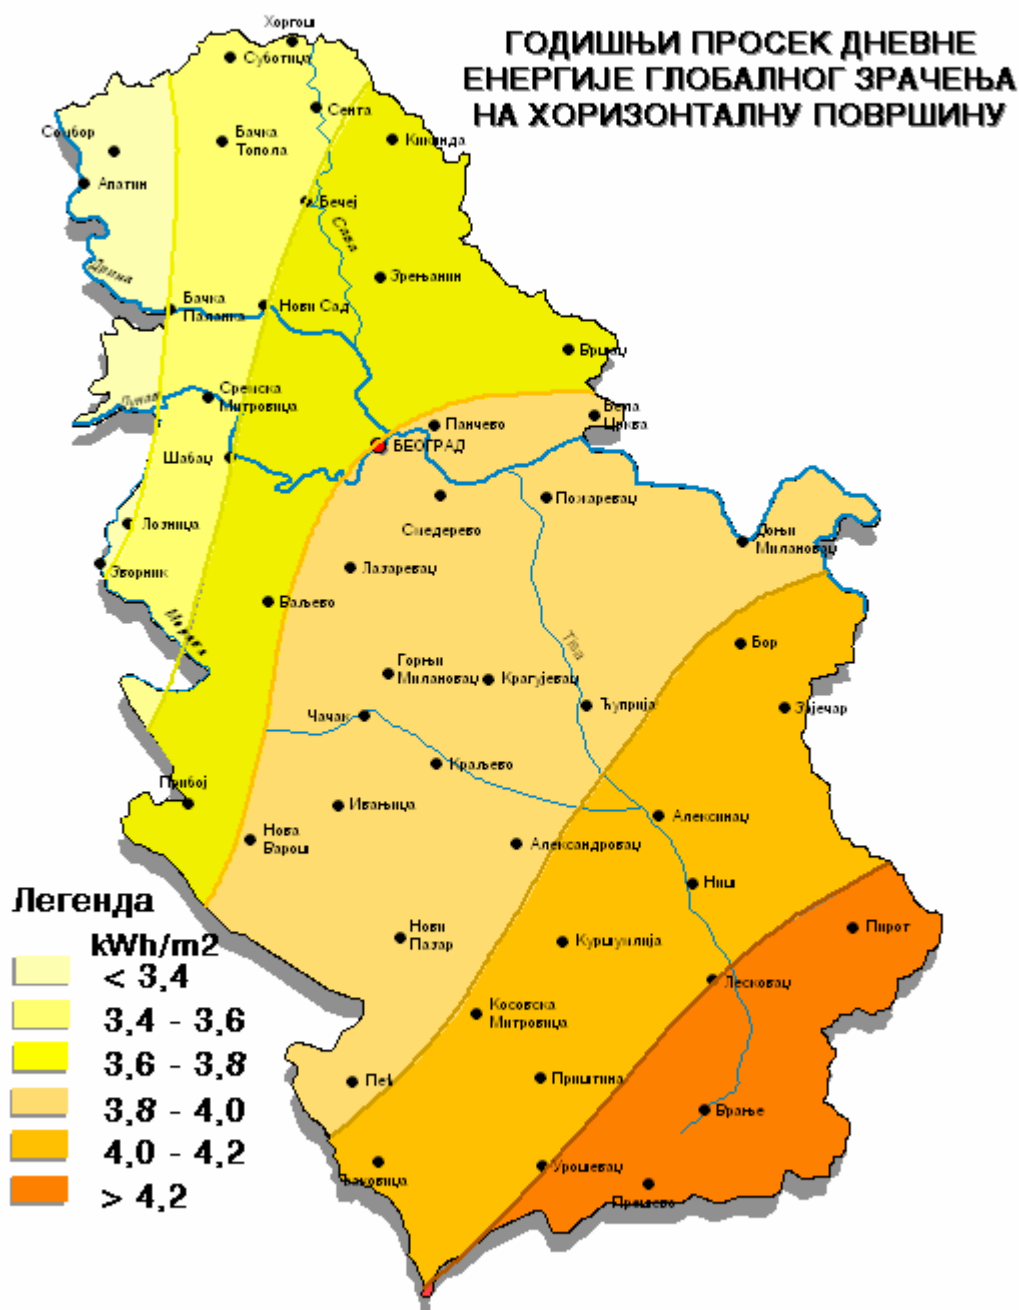 ГОДИШЊИ ПРОСЕК ДНЕВНЕ
ЕНЕРГИЈЕ ГЛОБАЛНОГ ЗРАЧЕЊА
НА ХОРИЗОНТАЛНУ ПОВРШИНУ
Хоргош
Суботица
Сента
Сомбор
Бачка
Топола
Кикинда
Апатин
Бечеј
Сава
Зрењанин
Бачка
Паланка
Нови Сад
Вршац
Дунав
Сремска
Митровица
Панчево
Бела
Црква
БЕОГРАД
Шабац
Смедерево
Пожаревац
Лозница
Доњи
Милановац
Зворник
Лазаревац
Ваљево
Морава
Бор
Горњи
Милановац
Крагујевац
Ћуприја
Зајечар
Чачак
Краљево
Прибој
Ивањица
Алексинац
Нова
Варош
Александровац
Ниш
Нови
Пазар
Куршумлија
Пирот
Лесковац
Косовска
Митровица
Пећ
Приштина
Врање
Урошевац
Ђаковица
Прешево
Легенда
kWh/m2
< 3,4
3,4 - 3,6
3,6 - 3,8
3,8 - 4,0
4,0 - 4,2
> 4,2